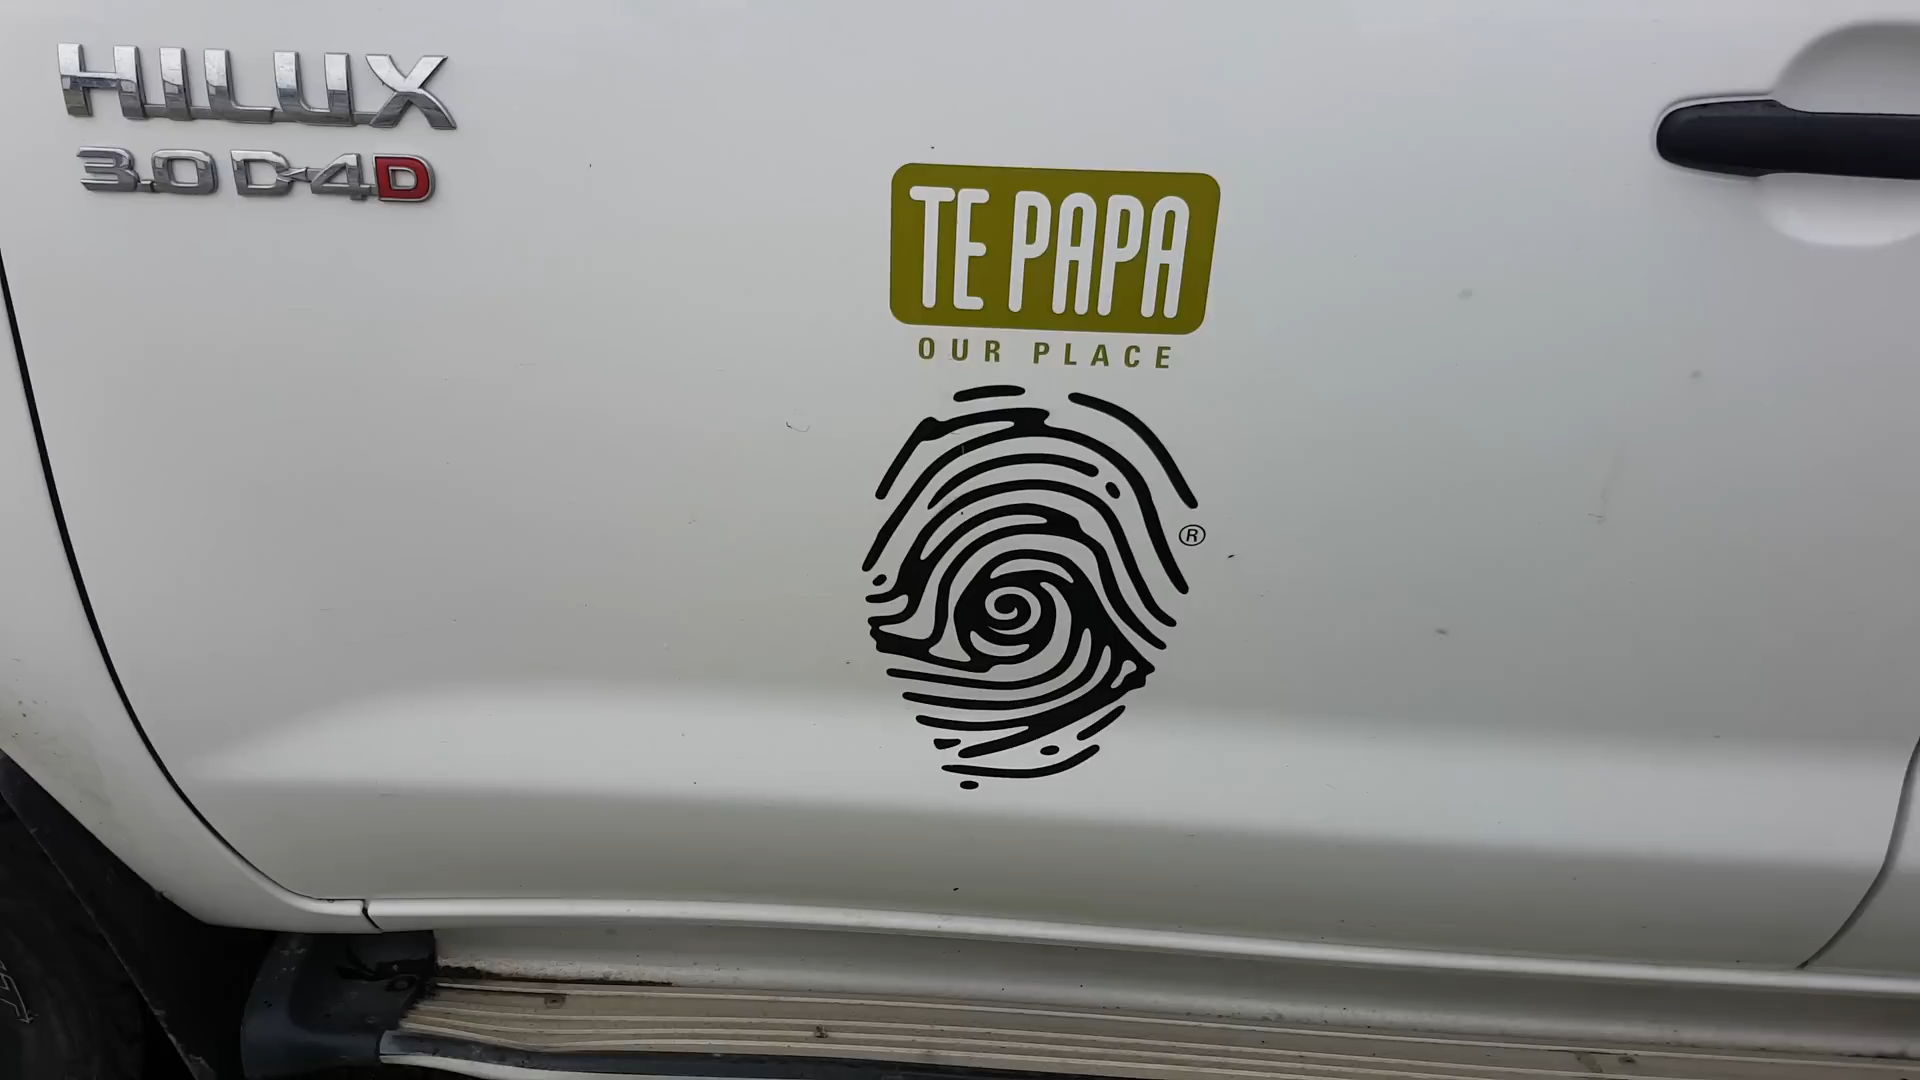 HILUX
3.0 D-4D
TE PAPA
OUR PLACE
®